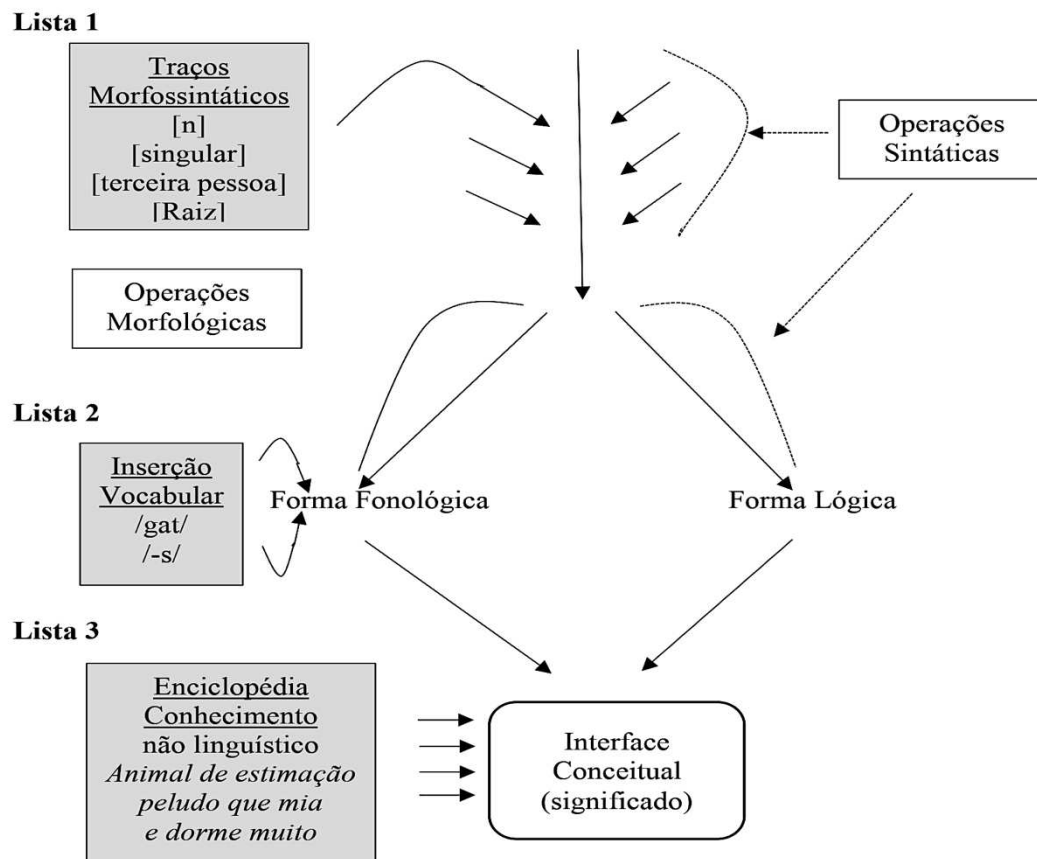 Lista 1
Traços
Morfossintáticos
[n]
[singular]
[terceira pessoa]
[Raiz]
Operações
Sintáticas
Operações
Morfológicas
Lista 2
Inserção
Vocabular
/gat/
/-s/
Forma Fonológica
Forma Lógica
Lista 3
Enciclopédia
Conhecimento
não linguístico
Animal de estimação
peludo que mia
e dorme muito
Interface
Conceitual
(significado)